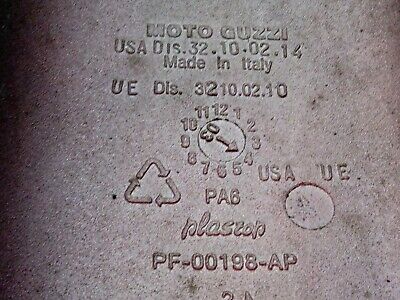 MOTO GUZZI
USA Dis. 32.10-02.14
Made In Italy
UE Dis. 3210.02.10
11 12 1
10 2
9 03 3
8 7 6 5 4
USA UE
PA6
A
PF-00198-AP